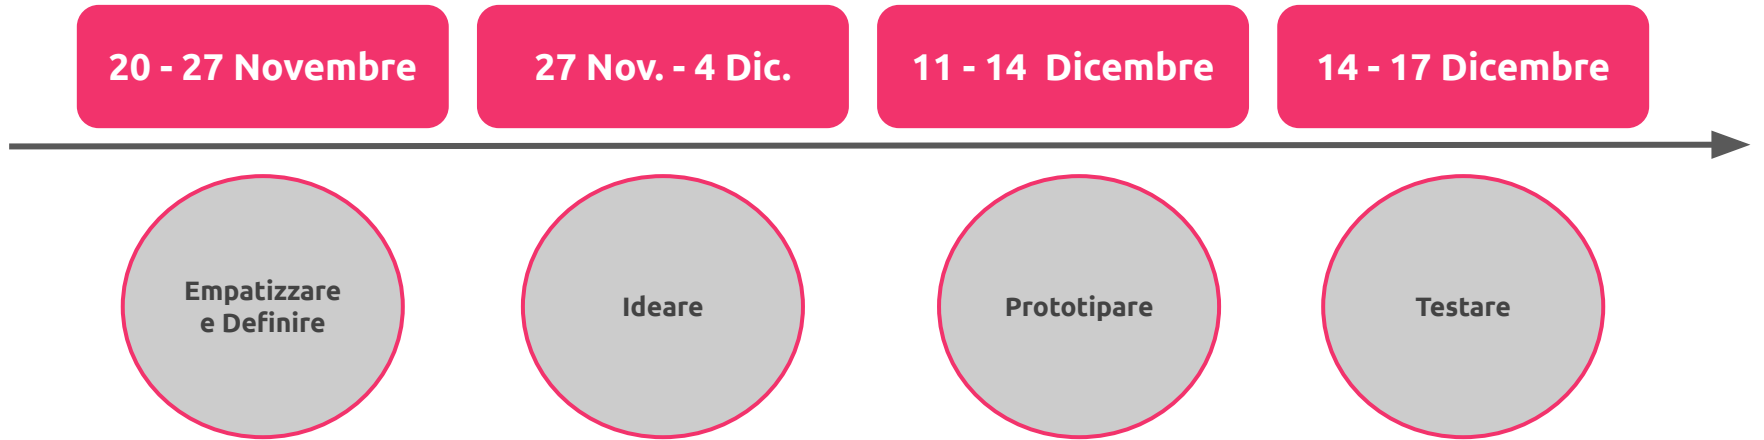 20 - 27 Novembre
27 Nov. - 4 Dic.
11 - 14  Dicembre
14 - 17 Dicembre
Empatizzare
e Definire
Ideare
Prototipare
Testare